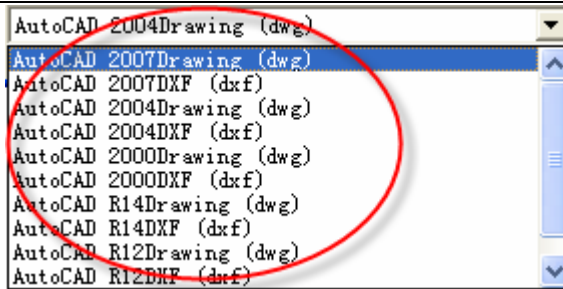 AutoCAD 2004Drawing (dwg)
AutoCAD 2007Drawing (dwg)
AutoCAD 2007DXF (dxf)
AutoCAD 2004Drawing (dwg)
AutoCAD 2004DXF (dxf)
AutoCAD 2000Drawing (dwg)
AutoCAD 2000DXF (dxf)
AutoCAD R14Drawing (dwg)
AutoCAD R14DXF (dxf)
AutoCAD R12Drawing (dwg)
AutoCAD R12DXF (dxf)